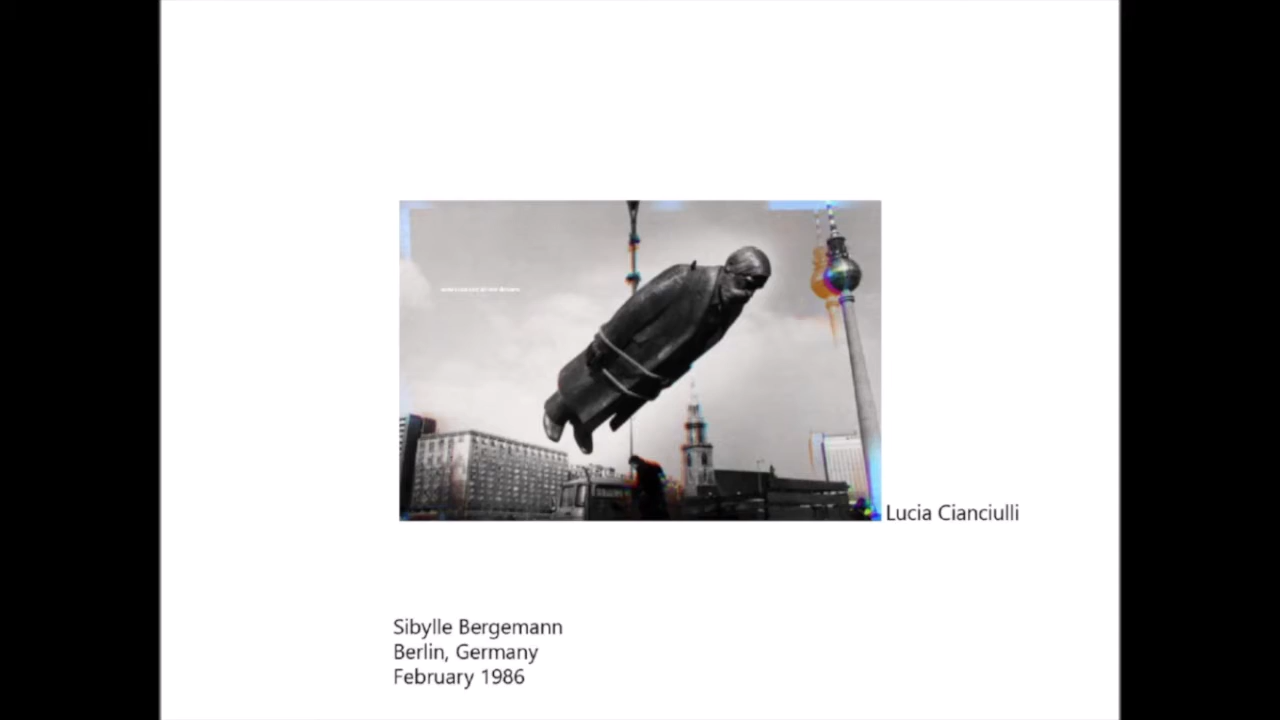 Lucia Cianciulli
Sibylle Bergemann
Berlin, Germany
February 1986